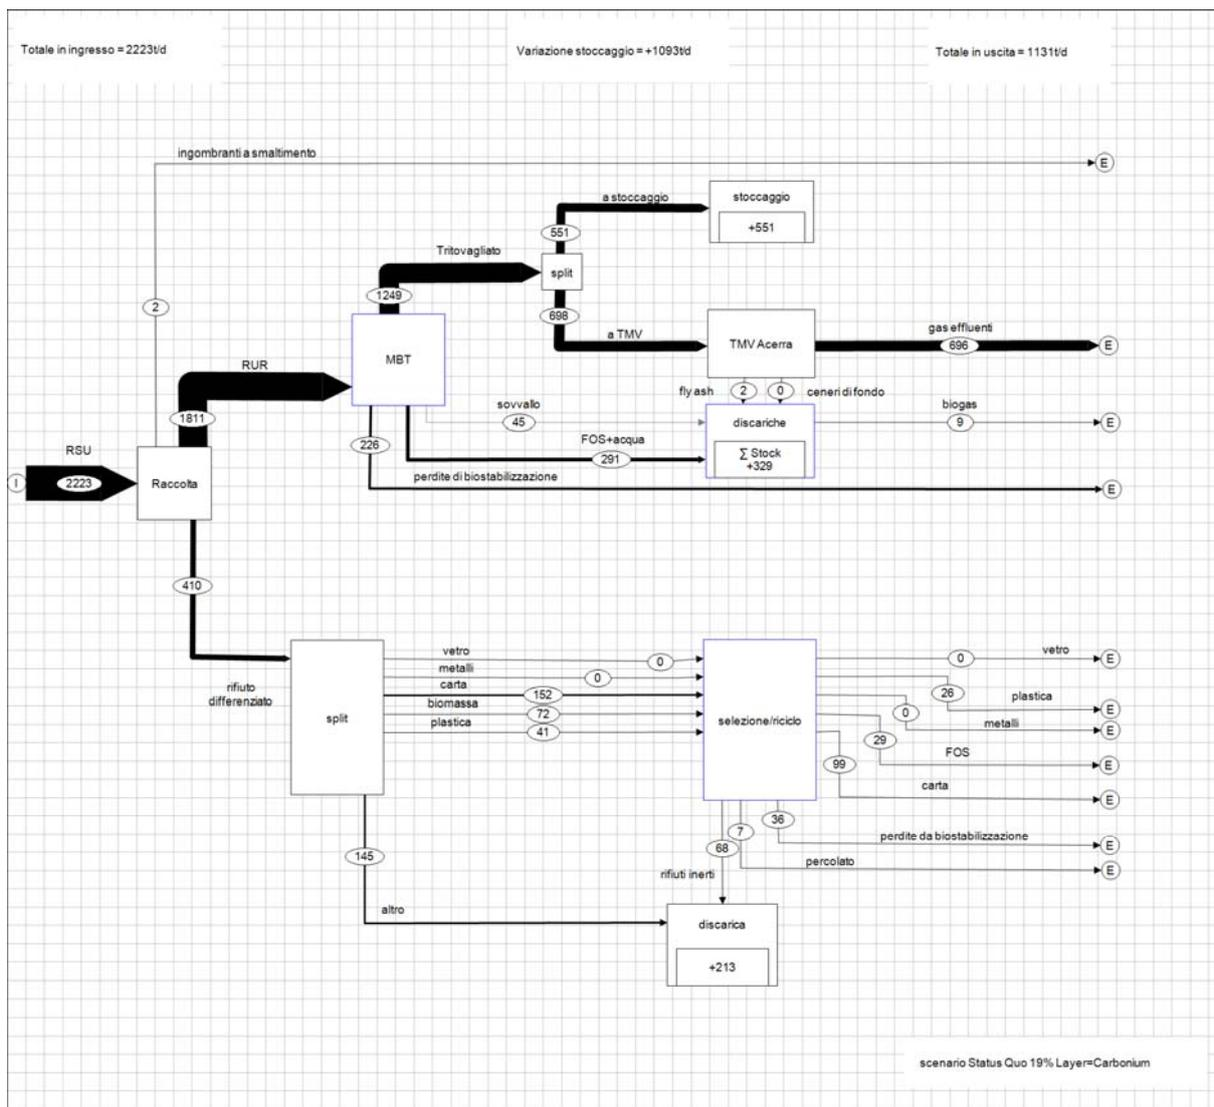 Totale in ingresso = 2223t/d
Variazione stoccaggio = +1093t/d
Totale in uscita = 1131t/d
ingombranti a smaltimento
E
2
a stoccaggio
stoccaggio
+551
551
Tritovagliato
split
1249
698
a TMV
TMV Acerra
gas effluenti
696
E
MBT
RUR
1811
fly ash
2
0
ceneri di fondo
sovvallo
45
discariche
biogas
9
E
226
FOS+acqua
291
∑ Stock
+329
perdite di biostabilizzazione
E
RSU
I
2223
Raccolta
410
rifiuto
differenziato
split
vetro
0
metalli
0
carta
152
biomassa
72
plastica
41
selezione/riciclo
0
vetro
E
26
plastica
E
0
metalli
E
29
FOS
E
99
carta
E
36
perdite da biostabilizzazione
E
7
percolato
E
68
rifiuti inerti
145
altro
discarica
+213
scenario Status Quo 19% Layer=Carbonium